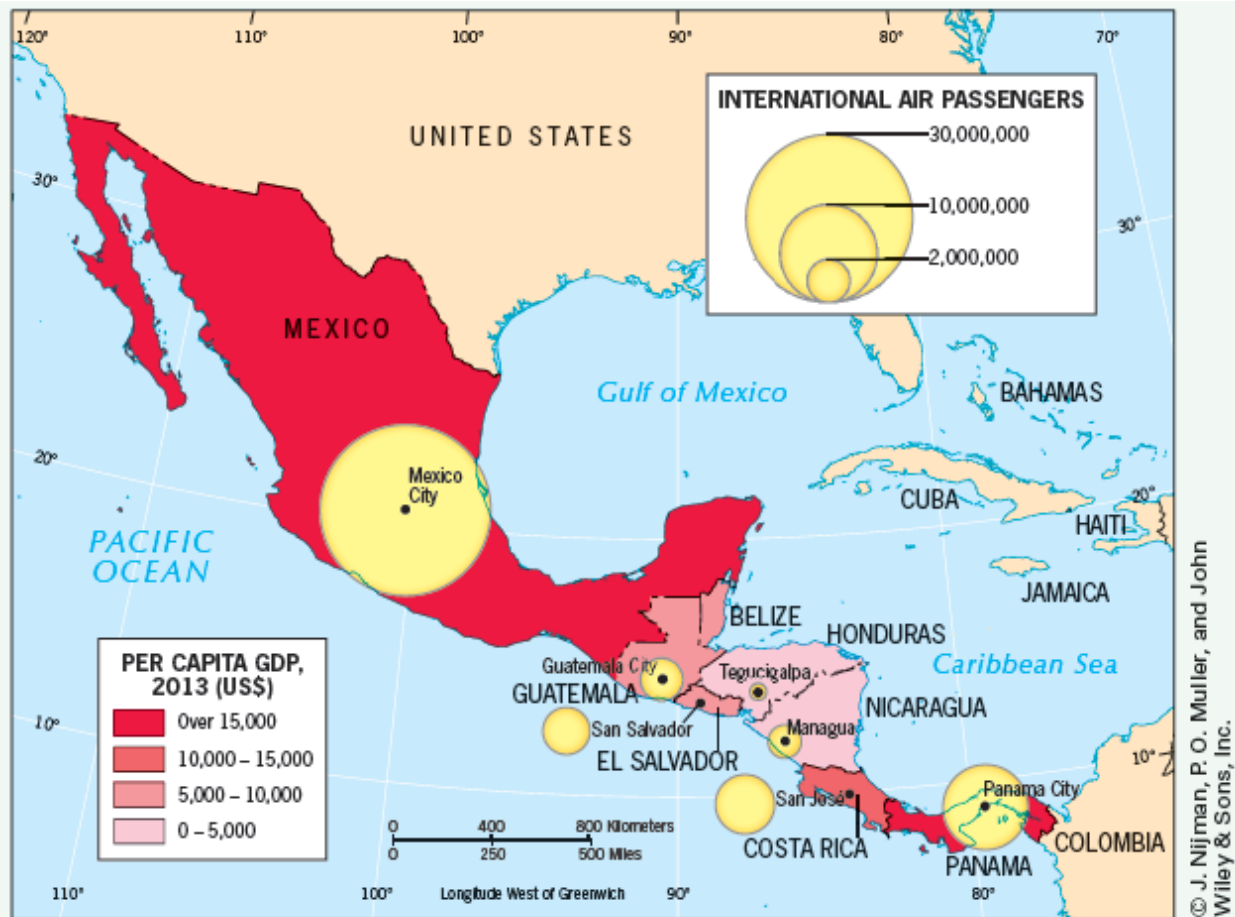 120°
110°
100°
90°
80°
70°
INTERNATIONAL AIR PASSENGERS
30,000,000
10,000,000
2,000,000
UNITED STATES
30°
30°
MEXICO
Gulf of Mexico
BAHAMAS
20°
Mexico
City
CUBA
20°
HAITI
PACIFIC
OCEAN
JAMAICA
BELIZE
HONDURAS
PER CAPITA GDP,
2013 (US$)
Over 15,000
10,000 – 15,000
5,000 – 10,000
0 – 5,000
Guatemala City
GUATEMALA
Tegucigalpa
Caribbean Sea
NICARAGUA
10°
San Salvador
EL SALVADOR
Managua
10°
San José
Panama City
0 400 800 Kilometers
0 250 500 Miles
COSTA RICA
COLOMBIA
PANAMA
110°
100°
Longitude West of Greenwich
90°
80°
© J. Nijman, P. O. Muller, and John
Wiley & Sons, Inc.